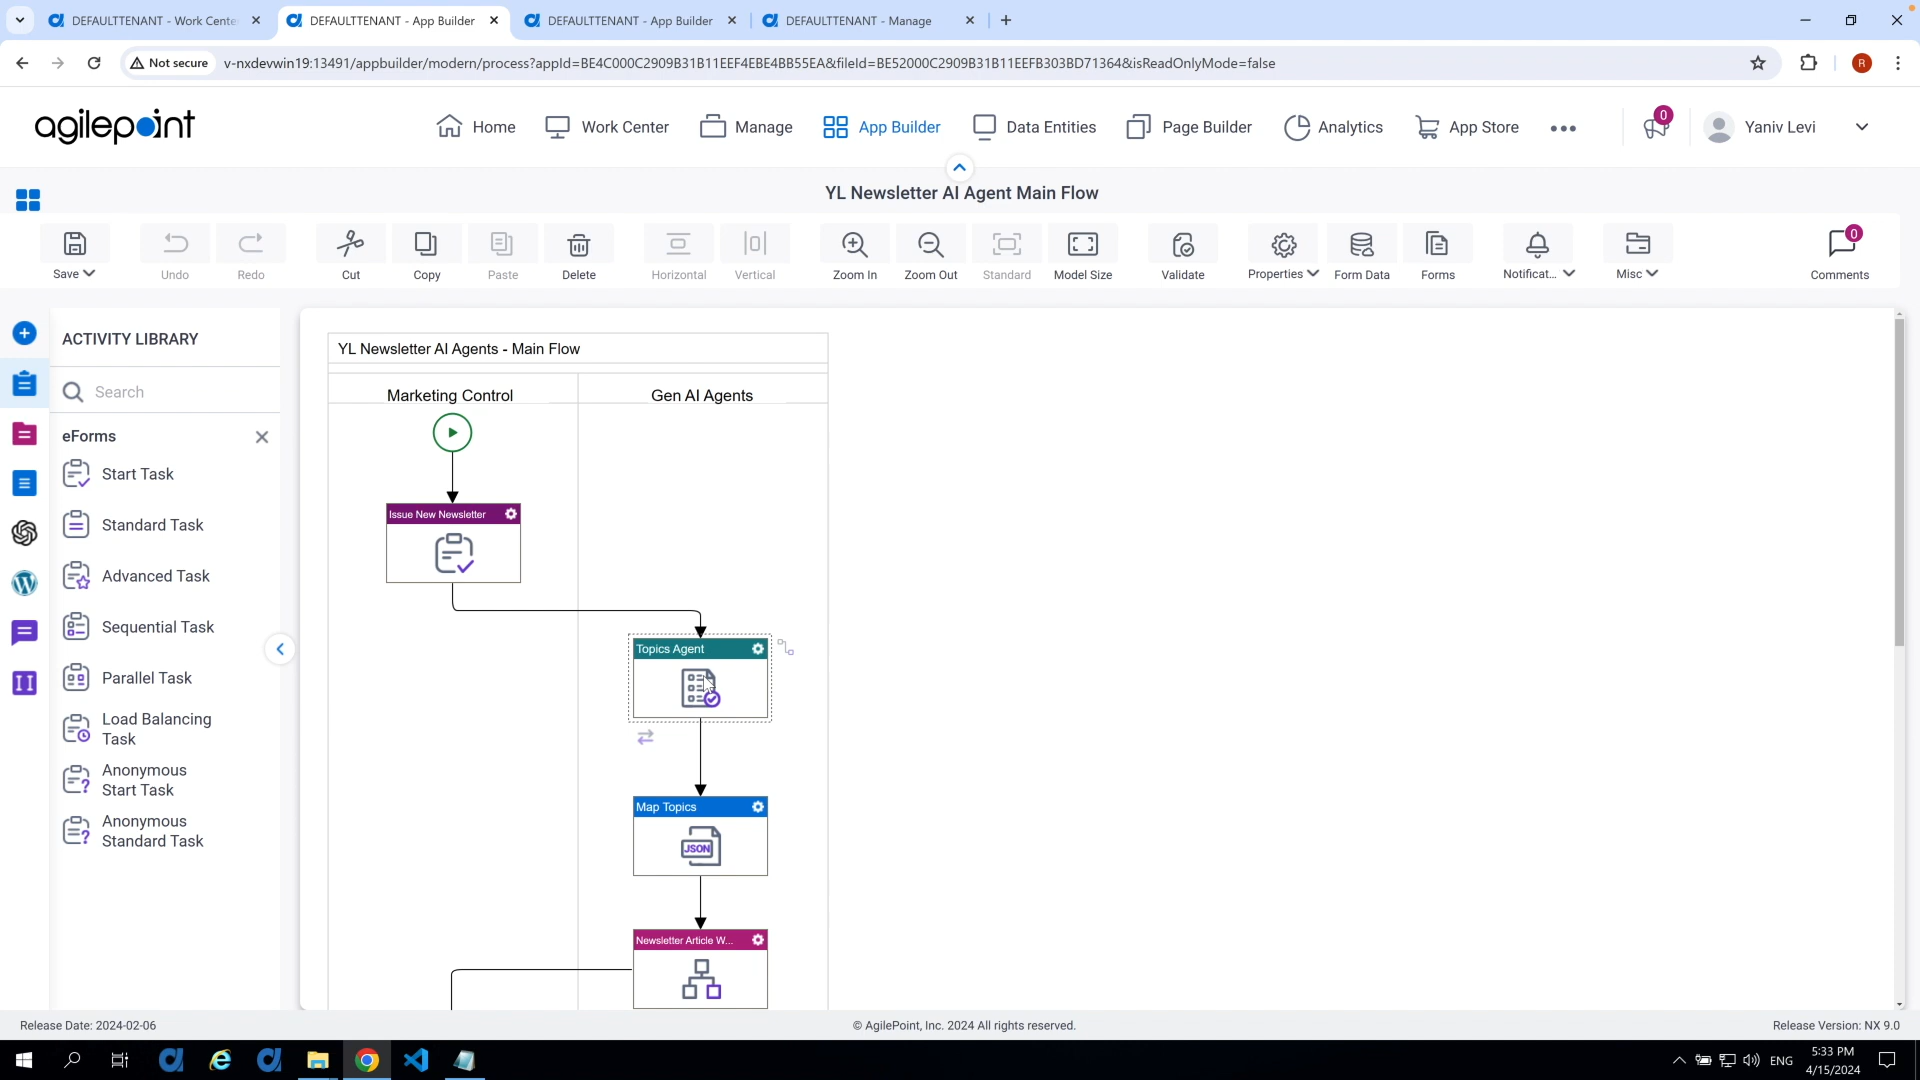 DEFAULTTENANT - Work Cente
DEFAULTTENANT - App Builder
DEFAULTTENANT - App Builder
DEFAULTTENANT - Manage
Not secure
v-nxdevwin19:13491/appbuilder/modern/process?appId=BE4C000C2909B31B11EEF4EBE4BB55EA&fileId=BE52000C2909B31B11EEFB303BD71364&isReadOnlyMode=false
R
agilepoint
Home
Work Center
Manage
App Builder
Data Entities
Page Builder
Analytics
App Store
0
Yaniv Levi
YL Newsletter AI Agent Main Flow
Save
Undo
Redo
Cut
Copy
Paste
Delete
Horizontal
Vertical
Zoom In
Zoom Out
Standard
Model Size
Validate
Properties
Form Data
Forms
Notificat...
Misc
0
Comments
ACTIVITY LIBRARY
Search
eForms
Start Task
Standard Task
Advanced Task
Sequential Task
Parallel Task
Load Balancing
Task
Anonymous
Start Task
Anonymous
Standard Task
YL Newsletter AI Agents - Main Flow
Marketing Control
Gen AI Agents
Issue New Newsletter
Topics Agent
Map Topics
JSON
Newsletter Article W...
Release Date: 2024-02-06
© AgilePoint, Inc. 2024 All rights reserved.
Release Version: NX 9.0
ENG
5:33 PM
4/15/2024